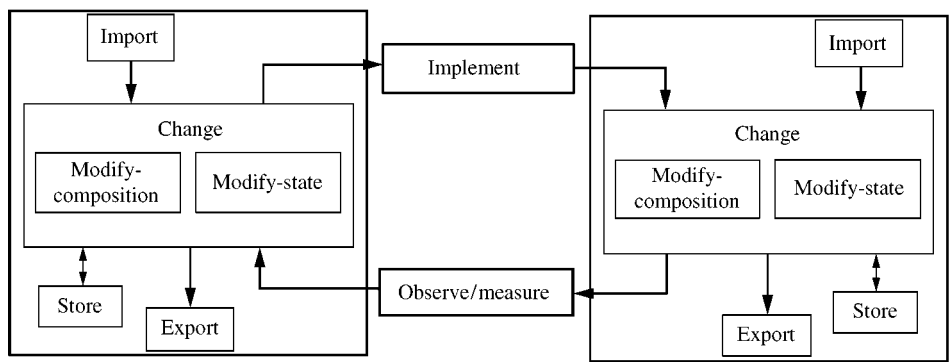 Import
Change
Modify-
composition
Modify-state
Store
Export
Implement
Observe/measure
Import
Change
Modify-
composition
Modify-state
Export
Store